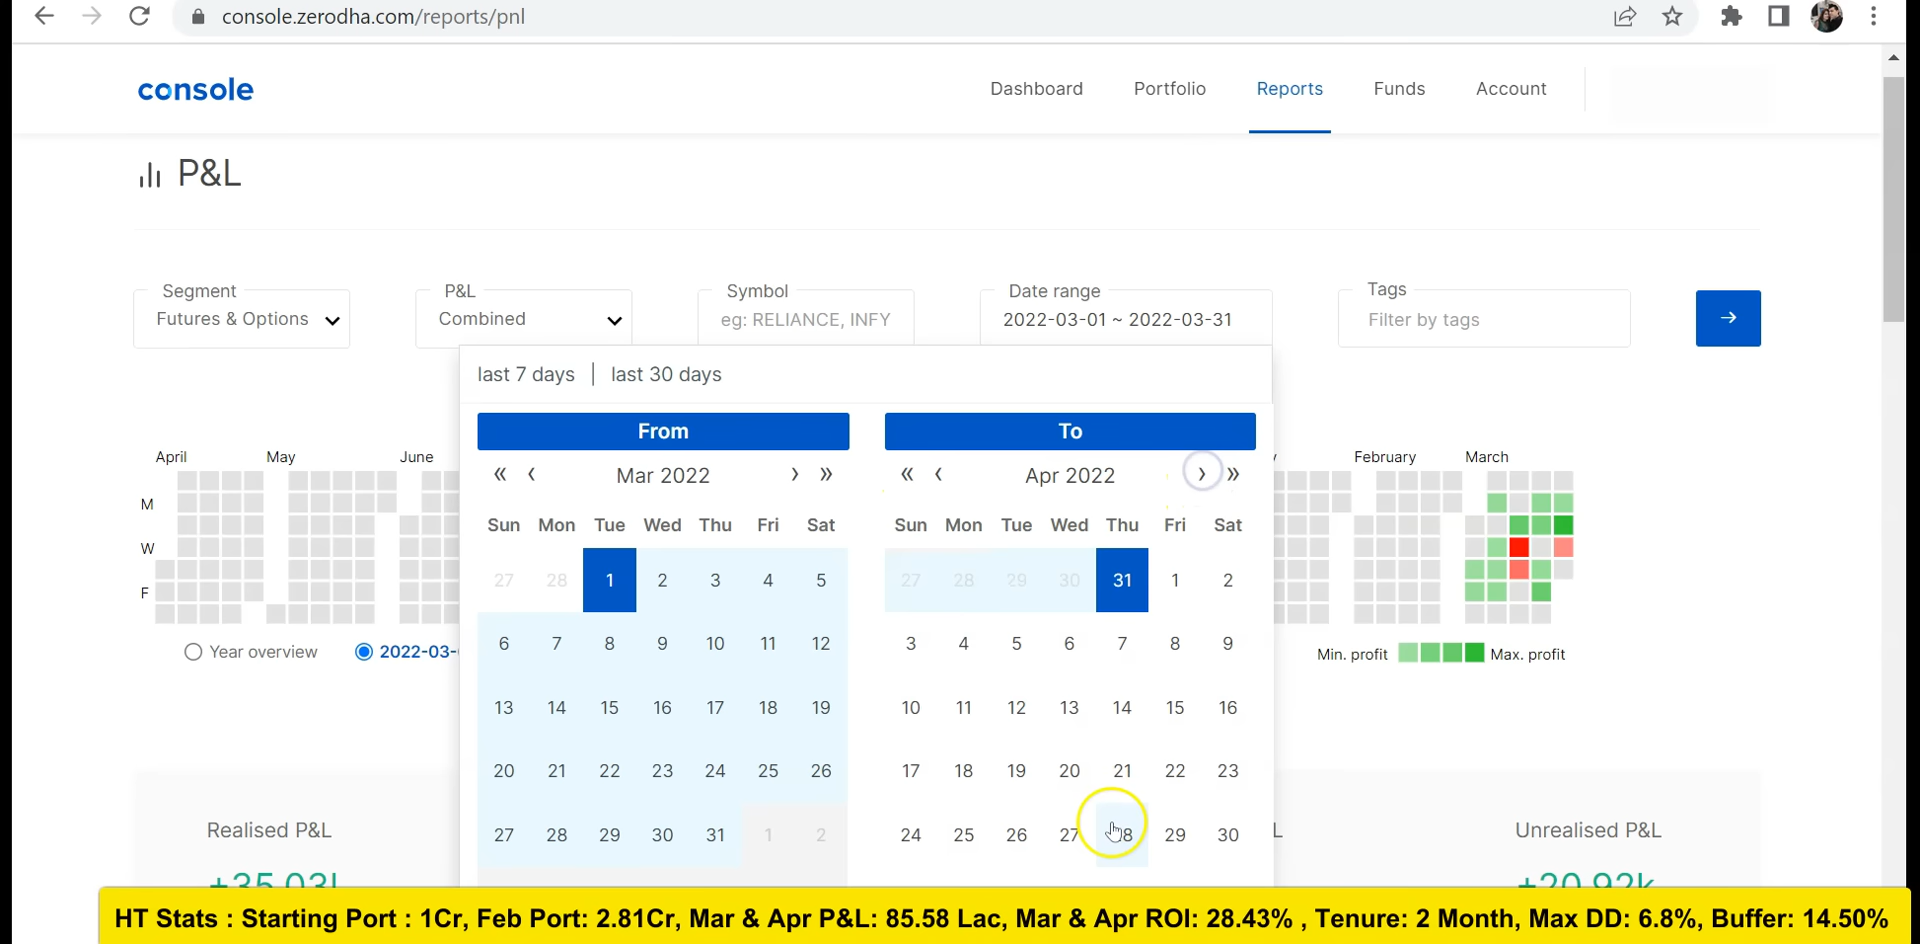 console.zerodha.com/reports/pnl
console
Dashboard Portfolio Reports Funds Account
P&L
Segment P&L Symbol Date range Tags
Futures & Options Combined eg: RELIANCE, INFY 2022-03-01 ~ 2022-03-31 Filter by tags
last 7 days | last 30 days
From To
April May June February March
« ‹ Mar 2022 › » « ‹ Apr 2022 › »
M
Sun Mon Tue Wed Thu Fri Sat Sun Mon Tue Wed Thu Fri Sat
W
27 28 1 2 3 4 5 27 28 29 30 31 1 2
F
6 7 8 9 10 11 12 3 4 5 6 7 8 9
Year overview 2022-03-
Min. profit Max. profit
13 14 15 16 17 18 19 10 11 12 13 14 15 16
20 21 22 23 24 25 26 17 18 19 20 21 22 23
Realised P&L L Unrealised P&L
27 28 29 30 31 1 2 24 25 26 27 28 29 30
+35.03L +20.92k
HT Stats : Starting Port : 1Cr, Feb Port: 2.81Cr, Mar & Apr P&L: 85.58 Lac, Mar & Apr ROI: 28.43% , Tenure: 2 Month, Max DD: 6.8%, Buffer: 14.50%